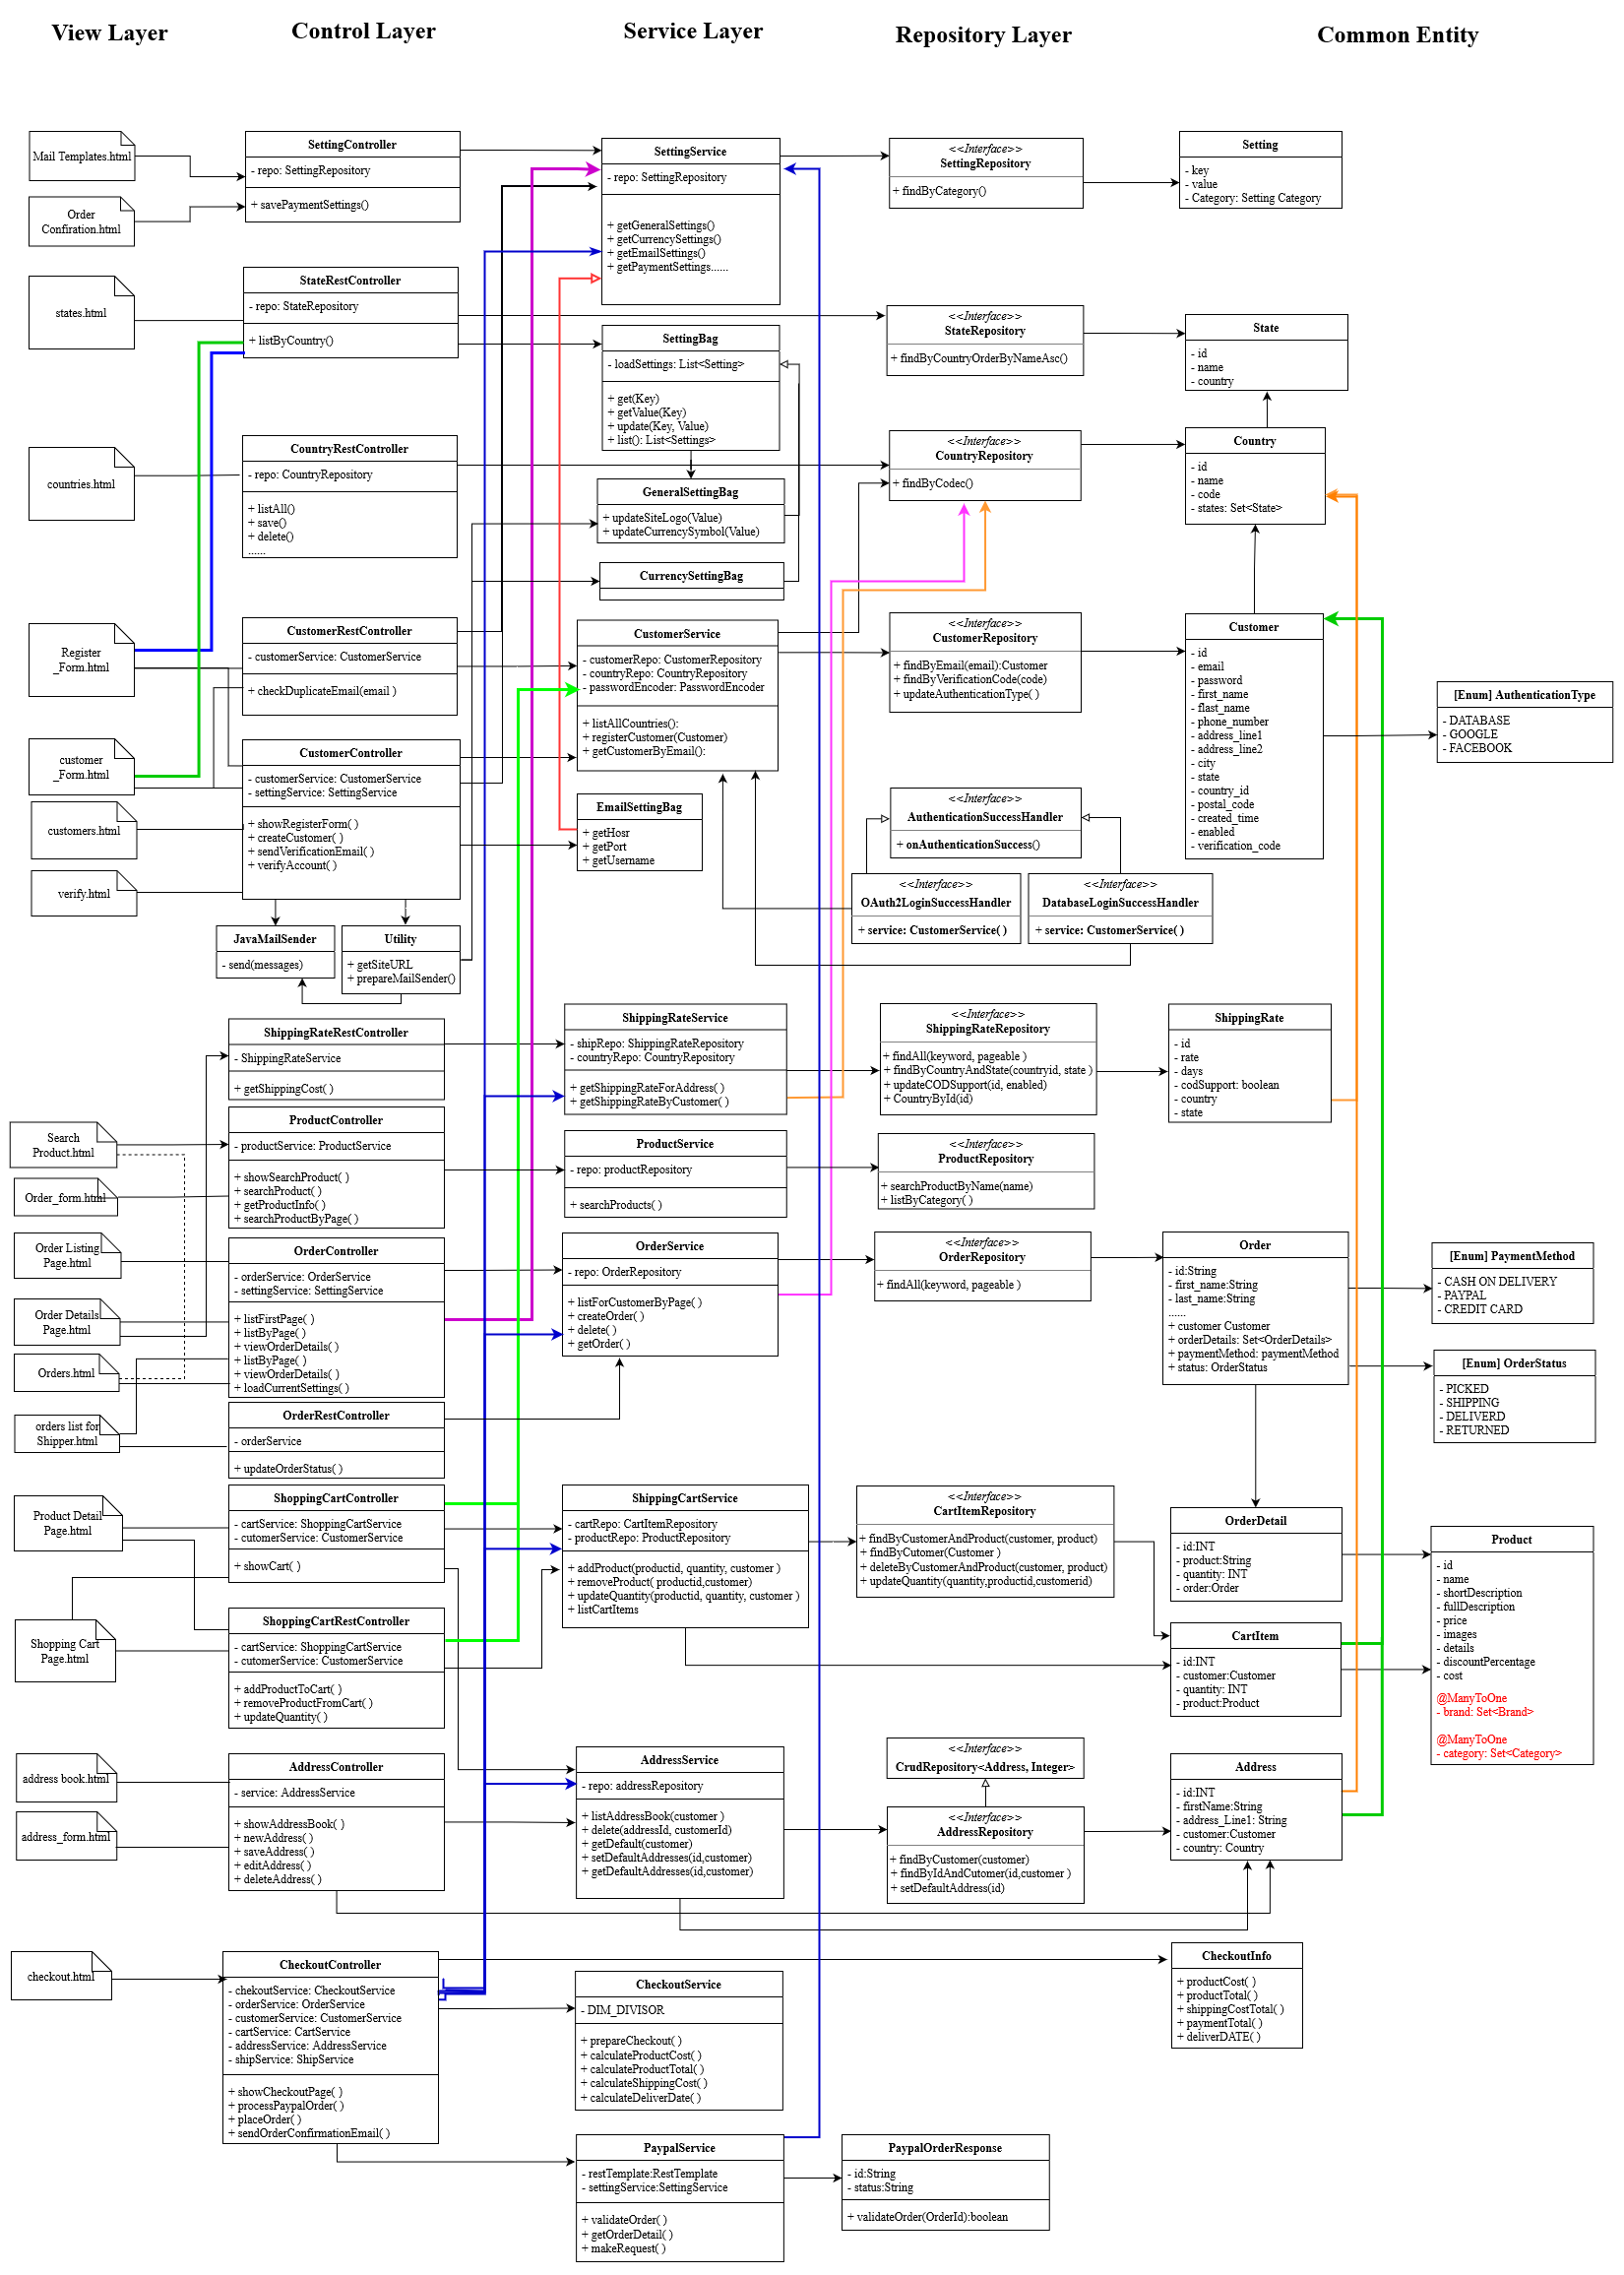 View Layer
Control Layer
Service Layer
Repository Layer
Common Entity
Mail Templates.html
Order
Confiration.html
states.html
countries.html
Register
_Form.html
customer
_Form.html
customers.html
verify.html
Search
Product.html
Order_form.html
Order Listing
Page.html
Order Details
Page.html
Orders.html
orders list for
Shipper.html
Product Detail
Page.html
Shopping Cart
Page.html
address book.html
address_form.html
checkout.html
SettingController
- repo: SettingRepository
+ savePaymentSettings()
StateRestController
- repo: StateRepository
+ listByCountry()
CountryRestController
- repo: CountryRepository
+ listAll()
+ save()
+ delete()
......
CustomerRestController
- customerService: CustomerService
+ checkDuplicateEmail(email )
CustomerController
- customerService: CustomerService
- settingService: SettingService
+ showRegisterForm( )
+ createCustomer( )
+ sendVerificationEmail( )
+ verifyAccount( )
JavaMailSender
- send(messages)
Utility
+ getSiteURL
+ prepareMailSender()
ShippingRateRestController
- ShippingRateService
+ getShippingCost( )
ProductController
- productService: ProductService
+ showSearchProduct( )
+ searchProduct( )
+ getProductInfo( )
+ searchProductByPage( )
OrderController
- orderService: OrderService
- settingService: SettingService
+ listFirstPage( )
+ listByPage( )
+ viewOrderDetails( )
+ listByPage( )
+ viewOrderDetails( )
+ loadCurrentSettings( )
OrderRestController
- orderService
+ updateOrderStatus( )
ShoppingCartController
- cartService: ShoppingCartService
- cutomerService: CustomerService
+ showCart( )
ShoppingCartRestController
- cartService: ShoppingCartService
- cutomerService: CustomerService
+ addProductToCart( )
+ removeProductFromCart( )
+ updateQuantity( )
AddressController
- service: AddressService
+ showAddressBook( )
+ newAddress( )
+ saveAddress( )
+ editAddress( )
+ deleteAddress( )
CheckoutController
- chekoutService: CheckoutService
- orderService: OrderService
- customerService: CustomerService
- cartService: CartService
- addressService: AddressService
- shipService: ShipService
+ showCheckoutPage( )
+ processPaypalOrder( )
+ placeOrder( )
+ sendOrderConfirmationEmail( )
SettingService
- repo: SettingRepository
+ getGeneralSettings()
+ getCurrencySettings()
+ getEmailSettings()
+ getPaymentSettings......
SettingBag
- loadSettings: List<Setting>
+ get(Key)
+ getValue(Key)
+ update(Key, Value)
+ list(): List<Settings>
GeneralSettingBag
+ updateSiteLogo(Value)
+ updateCurrencySymbol(Value)
CurrencySettingBag
CustomerService
- customerRepo: CustomerRepository
- countryRepo: CountryRepository
- passwordEncoder: PasswordEncoder
+ listAllCountries():
+ registerCustomer(Customer)
+ getCustomerByEmail():
EmailSettingBag
+ getHosr
+ getPort
+ getUsername
ShippingRateService
- shipRepo: ShippingRateRepository
- countryRepo: CountryRepository
+ getShippingRateForAddress( )
+ getShippingRateByCustomer( )
ProductService
- repo: productRepository
+ searchProducts( )
OrderService
- repo: OrderRepository
+ listForCustomerByPage( )
+ createOrder( )
+ delete( )
+ getOrder( )
ShippingCartService
- cartRepo: CartItemRepository
- productRepo: ProductRepository
+ addProduct(productid, quantity, customer )
+ removeProduct( productid,customer)
+ updateQuantity(productid, quantity, customer )
+ listCartItems
AddressService
- repo: addressRepository
+ listAddressBook(customer )
+ delete(addressId, customerId)
+ getDefault(customer)
+ setDefaultAddresses(id,customer)
+ getDefaultAddresses(id,customer)
CheckoutService
- DIM_DIVISOR
+ prepareCheckout( )
+ calculateProductCost( )
+ calculateProductTotal( )
+ calculateShippingCost( )
+ calculateDeliverDate( )
PaypalService
- restTemplate:RestTemplate
- settingService:SettingService
+ validateOrder( )
+ getOrderDetail( )
+ makeRequest( )
<<Interface>>
SettingRepository
+ findByCategory()
<<Interface>>
StateRepository
+ findByCountryOrderByNameAsc()
<<Interface>>
CountryRepository
+ findByCodec()
<<Interface>>
CustomerRepository
+ findByEmail(email):Customer
+ findByVerificationCode(code)
+ updateAuthenticationType( )
<<Interface>>
AuthenticationSuccessHandler
+ onAuthenticationSuccess()
<<Interface>>
OAuth2LoginSuccessHandler
+ service: CustomerService( )
<<Interface>>
DatabaseLoginSuccessHandler
+ service: CustomerService( )
<<Interface>>
ShippingRateRepository
+ findAll(keyword, pageable )
+ findByCountryAndState(countryid, state )
+ updateCODSupport(id, enabled)
+ CountryById(id)
<<Interface>>
ProductRepository
+ searchProductByName(name)
+ listByCategory( )
<<Interface>>
OrderRepository
+ findAll(keyword, pageable )
<<Interface>>
CartItemRepository
+ findByCustomerAndProduct(customer, product)
+ findByCutomer(Customer )
+ deleteByCustomerAndProduct(customer, product)
+ updateQuantity(quantity,productid,customerid)
<<Interface>>
CrudRepository<Address, Integer>
<<Interface>>
AddressRepository
+ findByCustomer(customer)
+ findByIdAndCutomer(id,customer )
+ setDefaultAddress(id)
PaypalOrderResponse
- id:String
- status:String
+ validateOrder(OrderId):boolean
Setting
- key
- value
- Category: Setting Category
State
- id
- name
- country
Country
- id
- name
- code
- states: Set<State>
Customer
- id
- email
- password
- first_name
- flast_name
- phone_number
- address_line1
- address_line2
- city
- state
- country_id
- postal_code
- created_time
- enabled
- verification_code
[Enum] AuthenticationType
- DATABASE
- GOOGLE
- FACEBOOK
ShippingRate
- id
- rate
- days
- codSupport: boolean
- country
- state
Order
- id:String
- first_name:String
- last_name:String
......
+ customer Customer
+ orderDetails: Set<OrderDetails>
+ paymentMethod: paymentMethod
+ status: OrderStatus
[Enum] PaymentMethod
- CASH ON DELIVERY
- PAYPAL
- CREDIT CARD
[Enum] OrderStatus
- PICKED
- SHIPPING
- DELIVERD
- RETURNED
OrderDetail
- id:INT
- product:String
- quantity: INT
- order:Order
CartItem
- id:INT
- customer:Customer
- quantity: INT
- product:Product
Product
- id
- name
- shortDescription
- fullDescription
- price
- images
- details
- discountPercentage
- cost
@ManyToOne
- brand: Set<Brand>
@ManyToOne
- category: Set<Category>
Address
- id:INT
- firstName:String
- address_Line1: String
- customer:Customer
- country: Country
CheckoutInfo
+ productCost( )
+ productTotal( )
+ shippingCostTotal( )
+ paymentTotal( )
+ deliverDATE( )